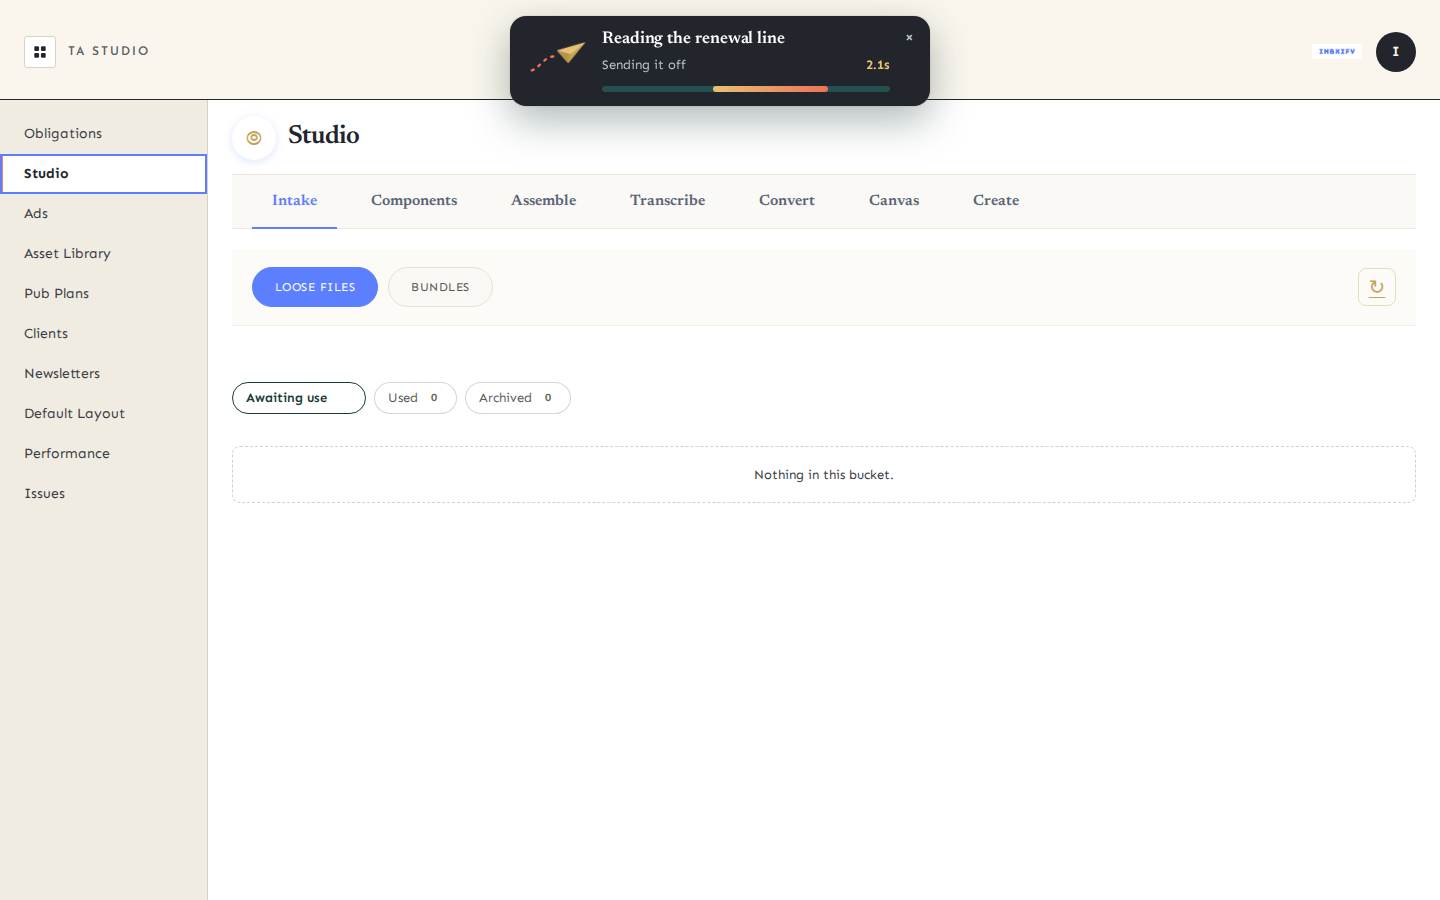 TA STUDIO
Reading the renewal line
×
Sending it off
2.1s
INBXIFY
I
Obligations
Studio
Ads
Asset Library
Pub Plans
Clients
Newsletters
Default Layout
Performance
Issues
Studio
Intake
Components
Assemble
Transcribe
Convert
Canvas
Create
LOOSE FILES
BUNDLES
↻
Awaiting use
Used 0
Archived 0
Nothing in this bucket.